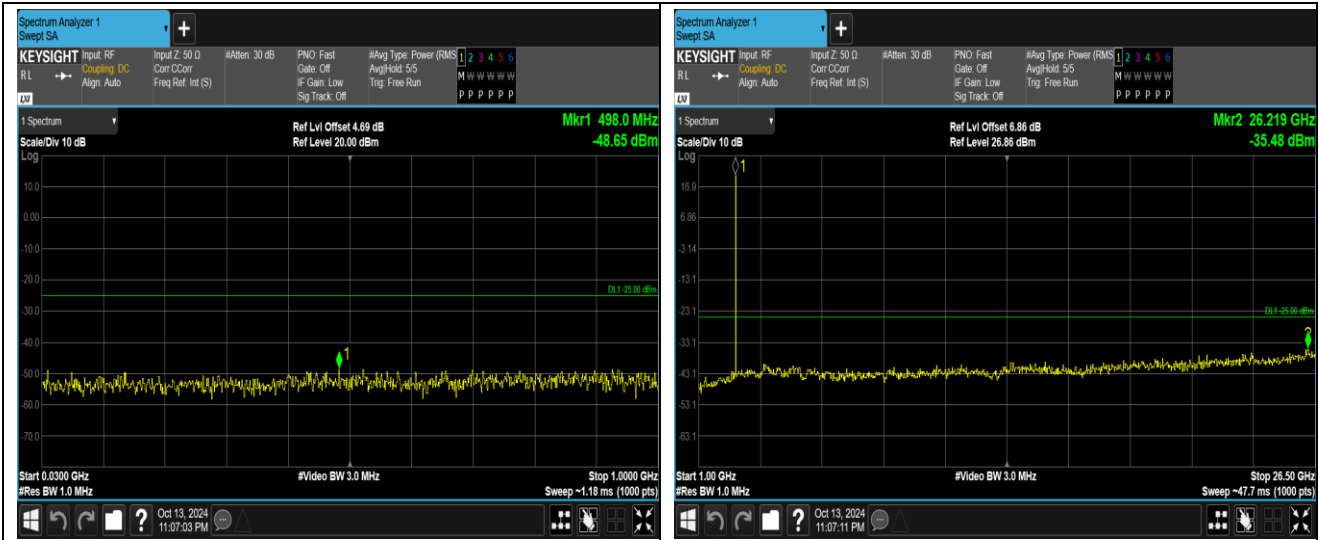 Spectrum Analyzer 1
Swept SA
+
KEYSIGHT Input: RF Input Z: 50 Ω #Atten: 30 dB PNO: Fast #Avg Type: Power (RMS 1 2 3 4 5 6
Coupling: DC Corr CCorr Gate: Off Avg|Hold: 5/5
RL Align: Auto Freq Ref: Int (S) IF Gain: Low Trig: Free Run M W W W W W
Sig Track: Off P P P P P P
LXI
1 Spectrum Ref Lvl Offset 4.69 dB Mkr1 498.0 MHz
Scale/Div 10 dB Ref Level 20.00 dBm -48.65 dBm
Log
10.0
0.00
-10.0
-20.0
DL1 -25.00 dBm
-30.0
-40.0
1
-50.0
-60.0
-70.0
Start 0.0300 GHz #Video BW 3.0 MHz Stop 1.0000 GHz
#Res BW 1.0 MHz Sweep ~1.18 ms (1000 pts)
? Oct 13, 2024
11:07:03 PM
Spectrum Analyzer 1
Swept SA
+
KEYSIGHT Input: RF Input Z: 50 Ω #Atten: 30 dB PNO: Fast #Avg Type: Power (RMS 1 2 3 4 5 6
Coupling: DC Corr CCorr Gate: Off Avg|Hold: 5/5
RL Align: Auto Freq Ref: Int (S) IF Gain: Low Trig: Free Run M W W W W W
Sig Track: Off P P P P P P
LXI
1 Spectrum Ref Lvl Offset 6.86 dB Mkr2 26.219 GHz
Scale/Div 10 dB Ref Level 26.86 dBm -35.48 dBm
Log
1
16.9
6.86
-3.14
-13.1
-23.1
DL1 -25.00 dBm
2
-33.1
-43.1
-53.1
-63.1
Start 1.00 GHz #Video BW 3.0 MHz Stop 26.50 GHz
#Res BW 1.0 MHz Sweep ~47.7 ms (1000 pts)
? Oct 13, 2024
11:07:11 PM